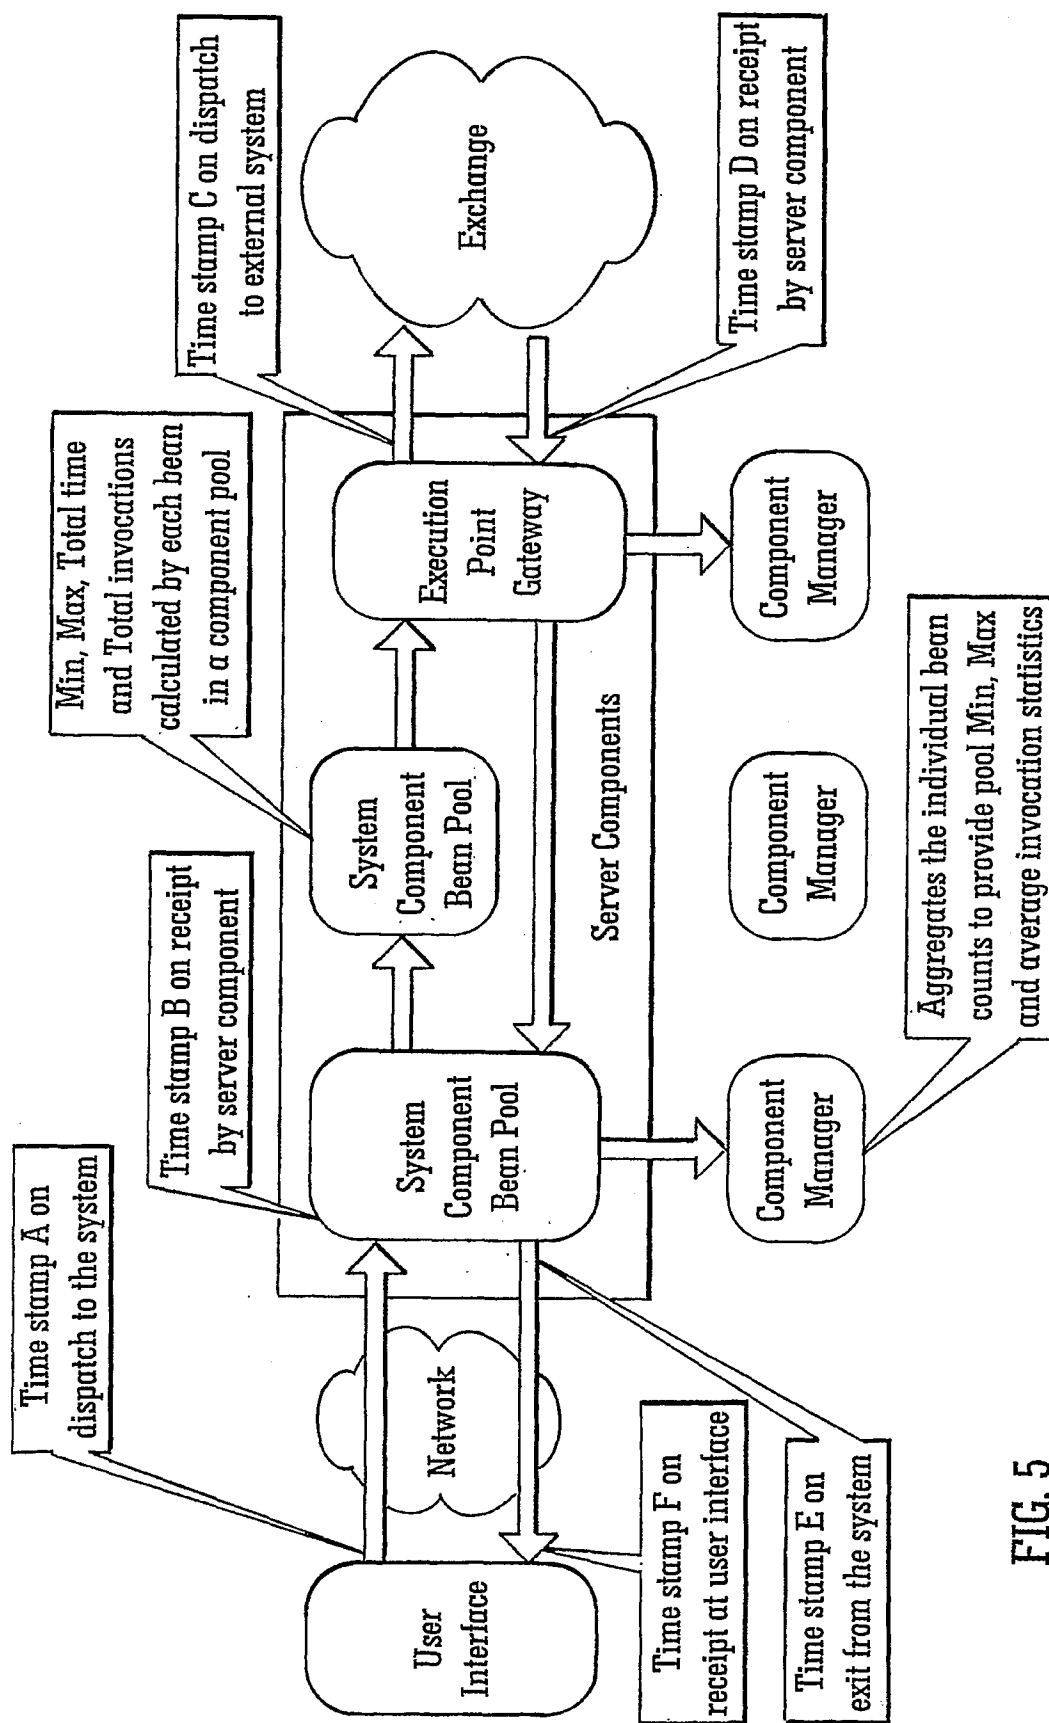 Time stamp A on
dispatch to the system
Time stamp B on receipt
by server component
Min, Max, Total time
and Total invocations
calculated by each bean
in a component pool
Time stamp C on dispatch
to external system
User
Interface
Network
System
Component
Bean Pool
System
Component
Bean Pool
Execution
Point
Gateway
Exchange
Server Components
Time stamp F on
receipt at user interface
Time stamp E on
exit from the system
Component
Manager
Component
Manager
Component
Manager
Time stamp D on receipt
by server component
Aggregates the individual bean
counts to provide pool Min, Max
and average invocation statistics
FIG. 5